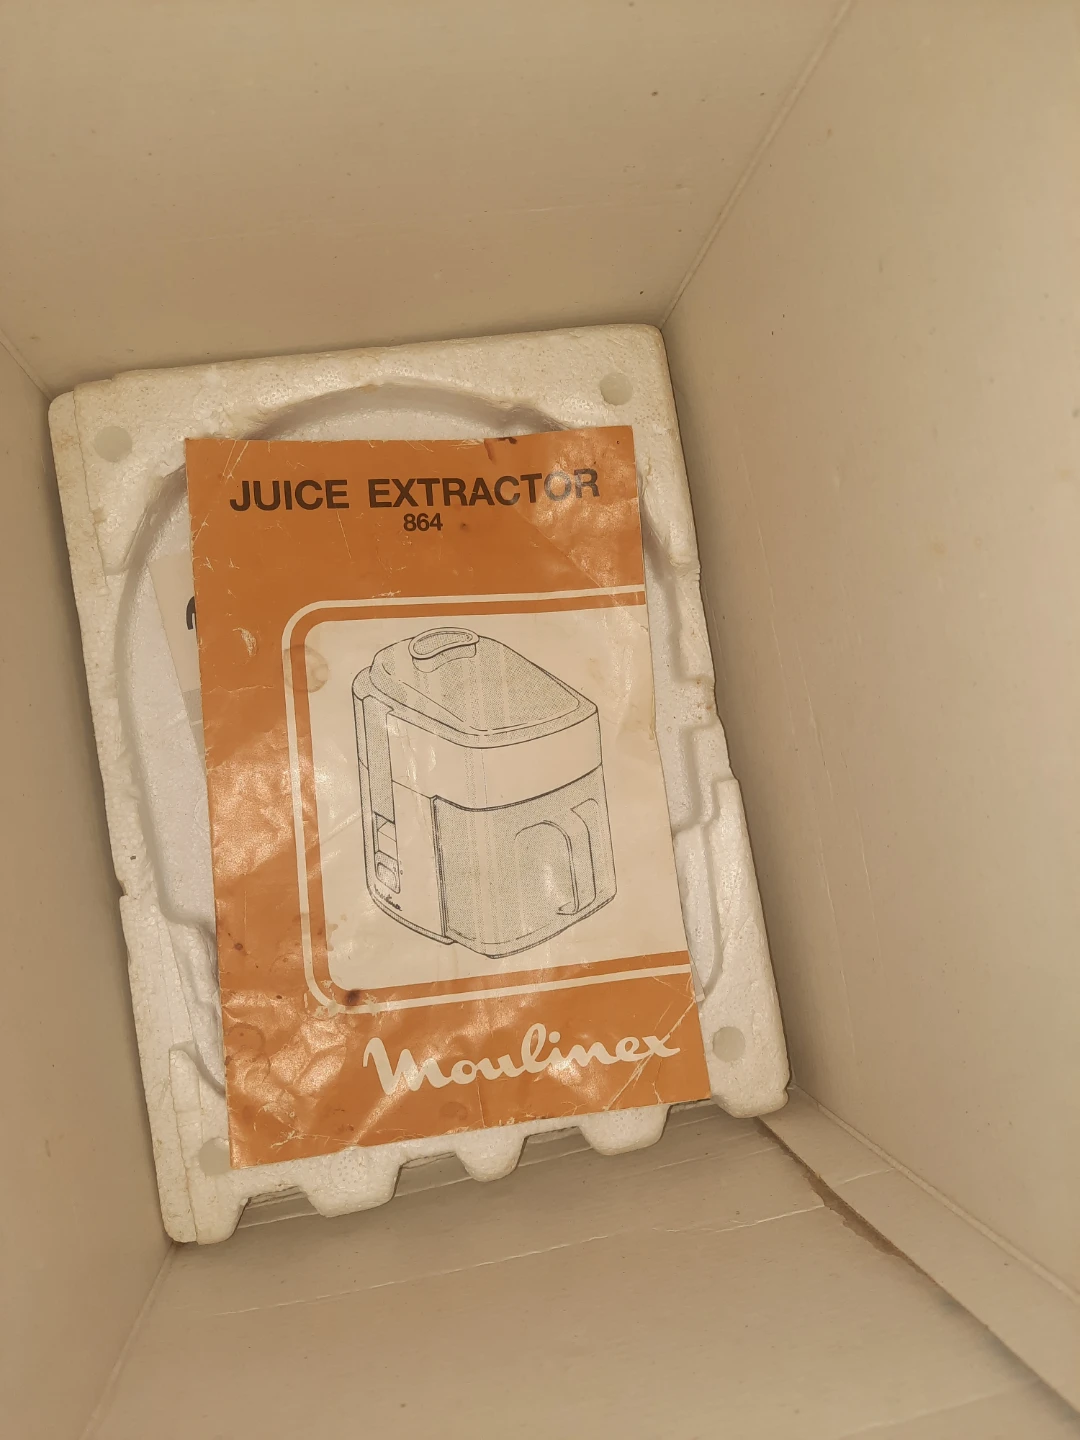 JUICE EXTRACTOR
864
Moulinex